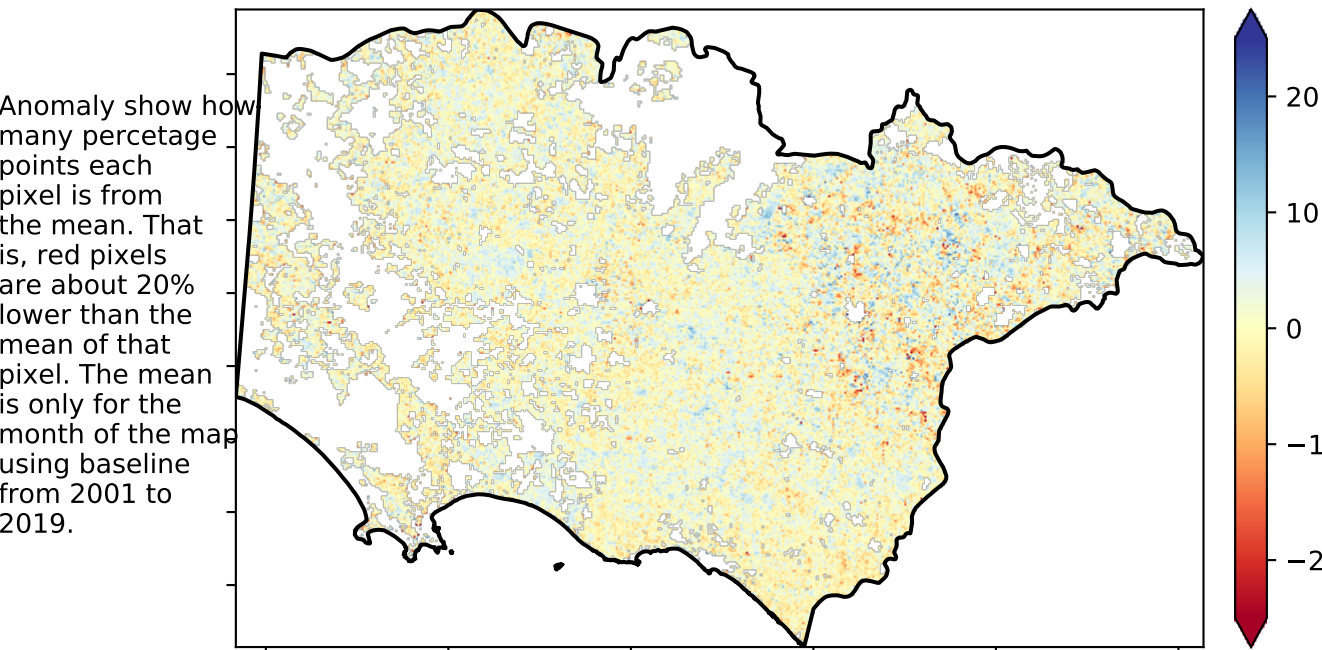 Anomaly show how
many percetage
points each
pixel is from
the mean. That
is, red pixels
are about 20%
lower than the
mean of that
pixel. The mean
is only for the
month of the map
using baseline
from 2001 to
2019.
20
10
0
−1
−2